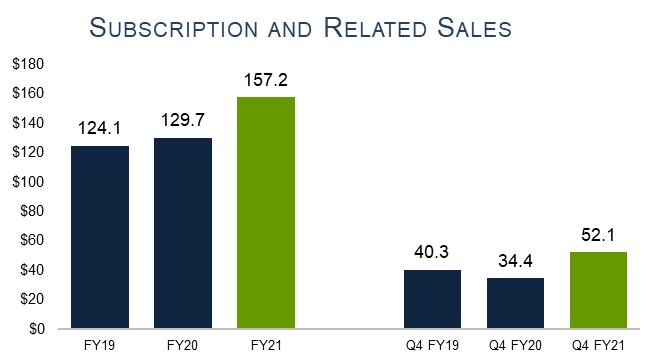 SUBSCRIPTION AND RELATED SALES
$180
$160
$140
$120
$100
$80
$60
$40
$20
$0
124.1
129.7
157.2
40.3
34.4
52.1
FY19
FY20
FY21
Q4 FY19
Q4 FY20
Q4 FY21